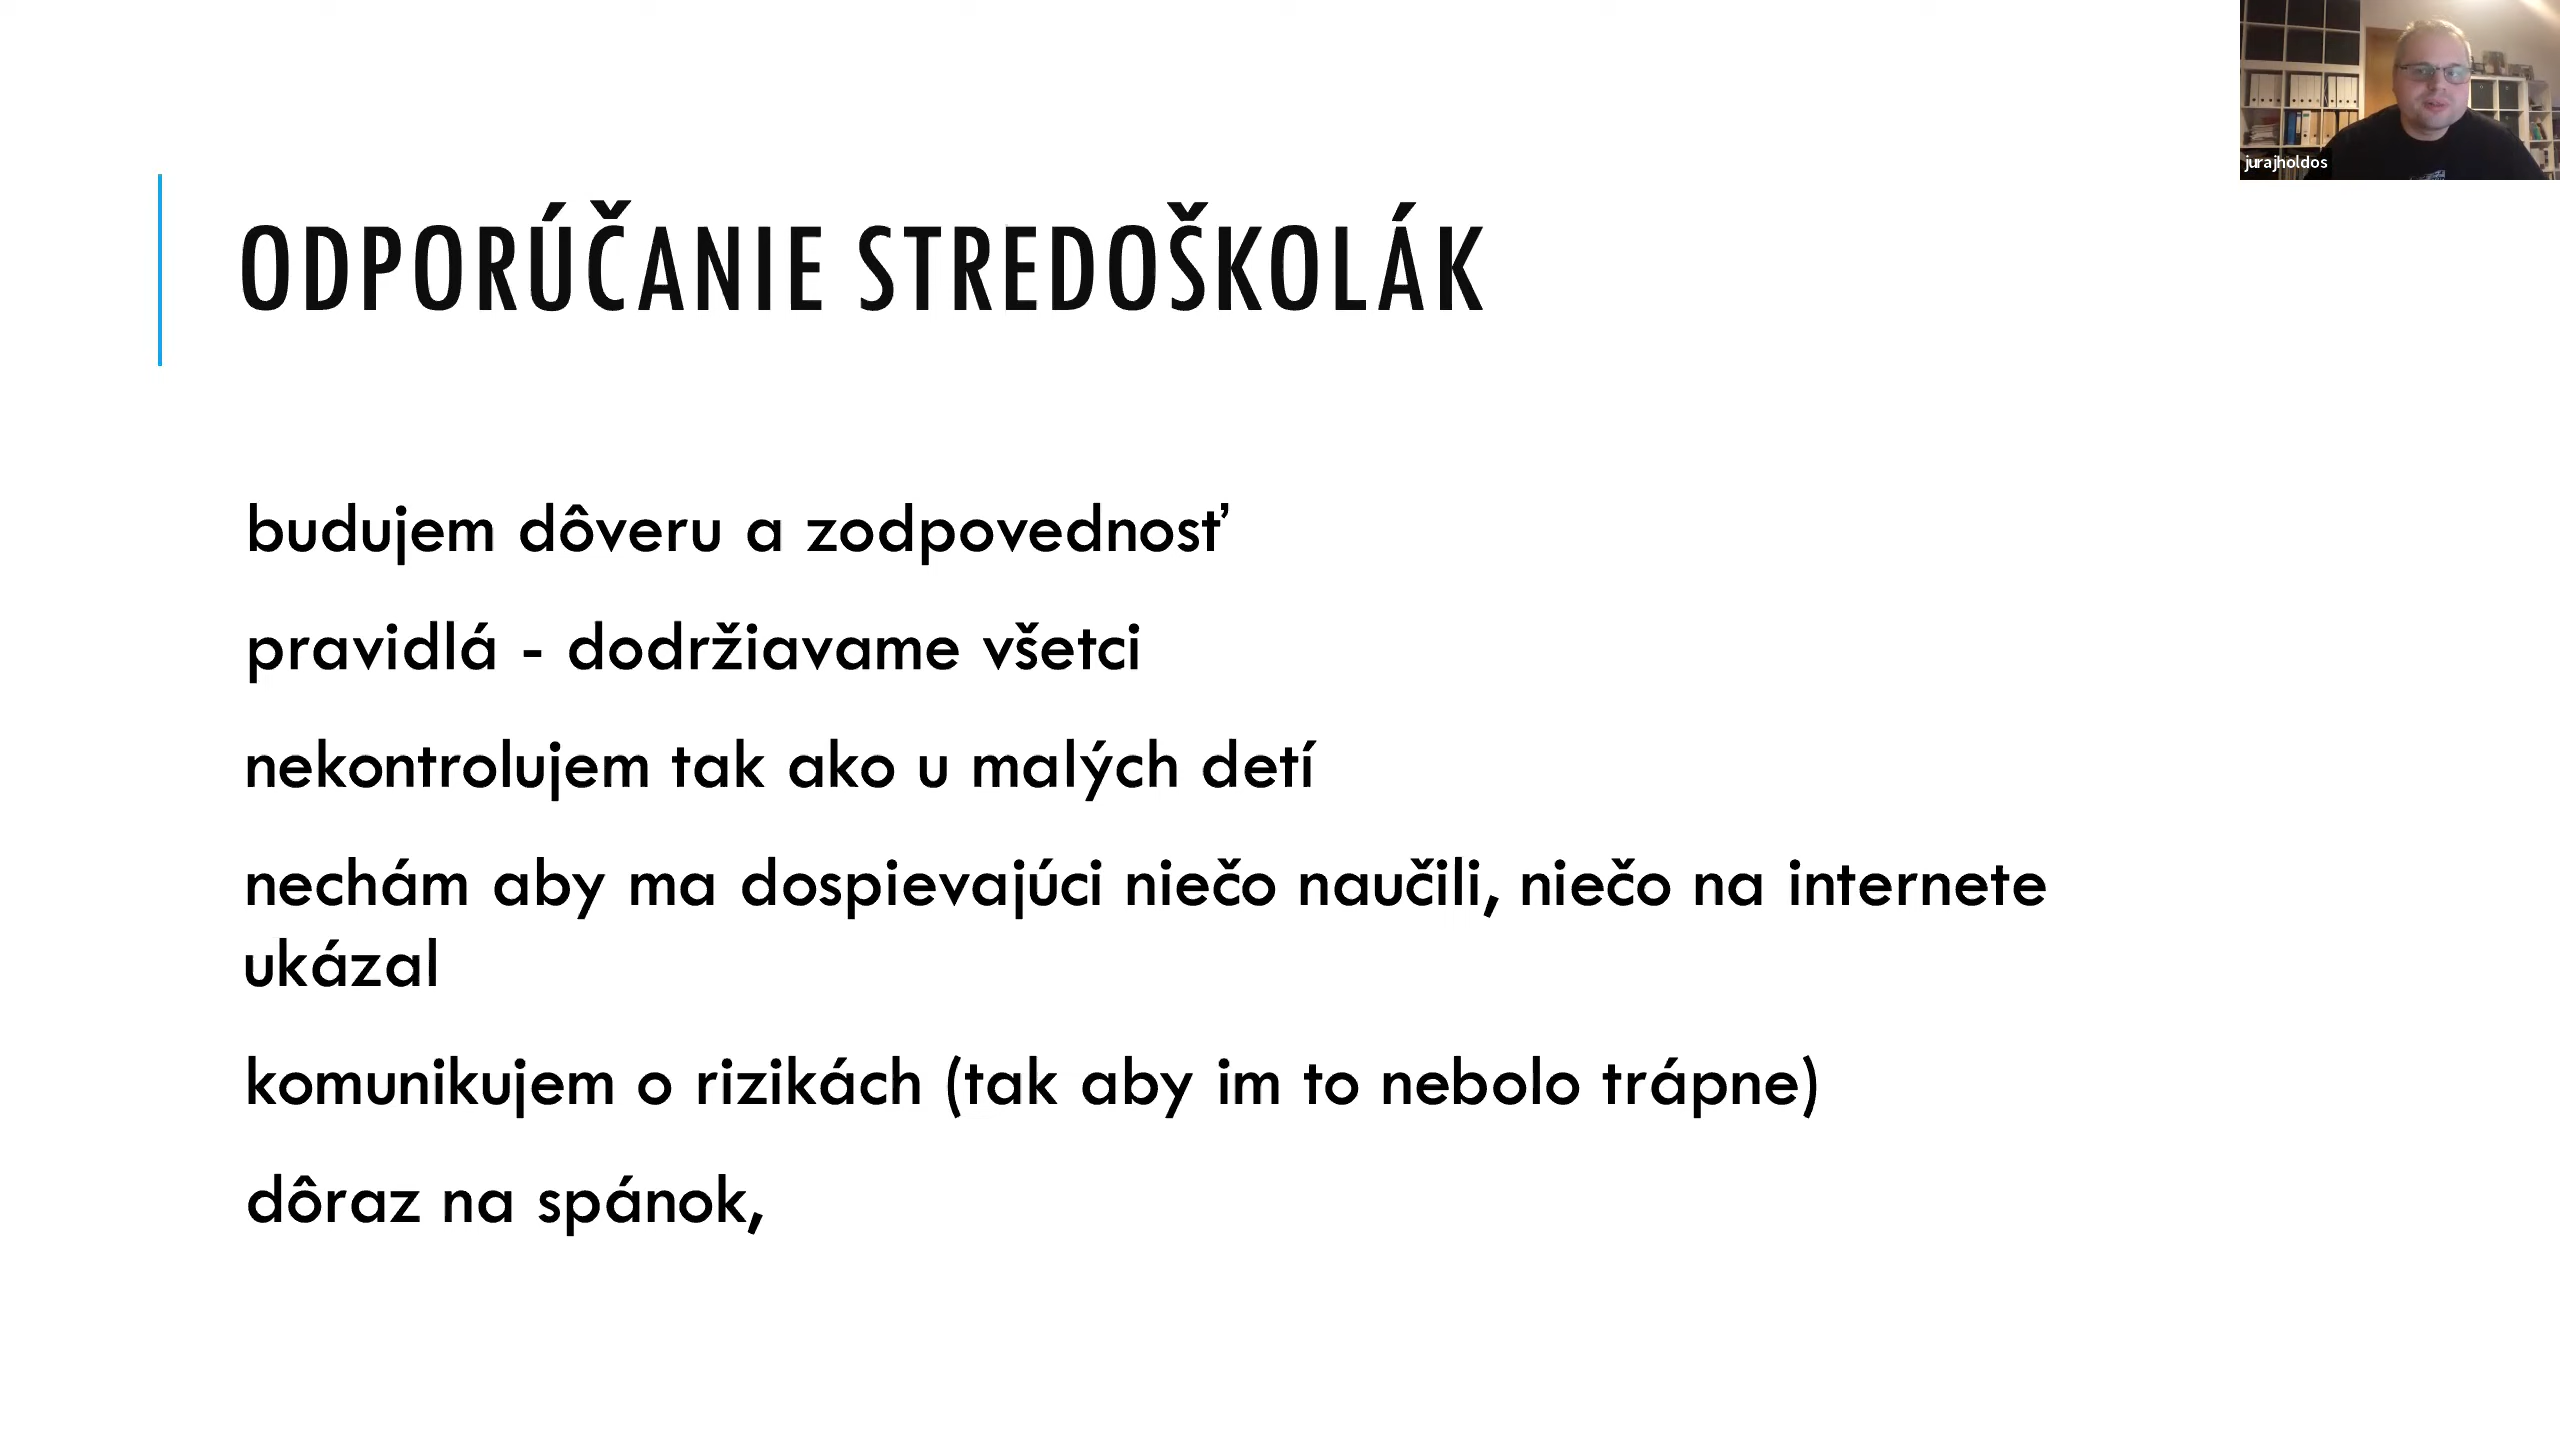 jurajholdos
ODPORÚČANIE STREDOŠKOLÁK
budujem dôveru a zodpovednosť
pravidlá - dodržiavame všetci
nekontrolujem tak ako u malých detí
nechám aby ma dospievajúci niečo naučili, niečo na internete
ukázal
komunikujem o rizikách (tak aby im to nebolo trápne)
dôraz na spánok,